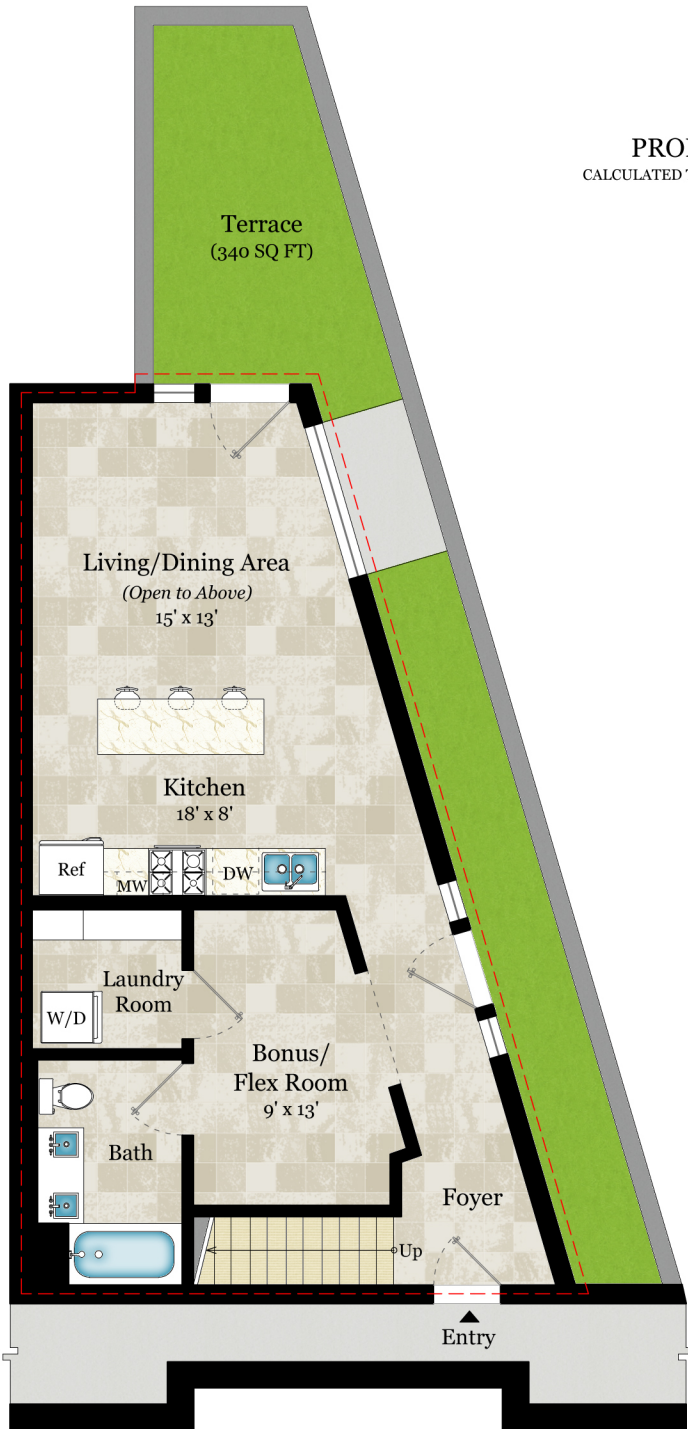 PRO
CALCULATED
Terrace
(340 SQ FT)
Living/Dining Area
(Open to Above)
15' x 13'
Kitchen
18' x 8'
Ref
MW
DW
Laundry
Room
W/D
Bonus/
Flex Room
9' x 13'
Bath
Foyer
Up
Entry